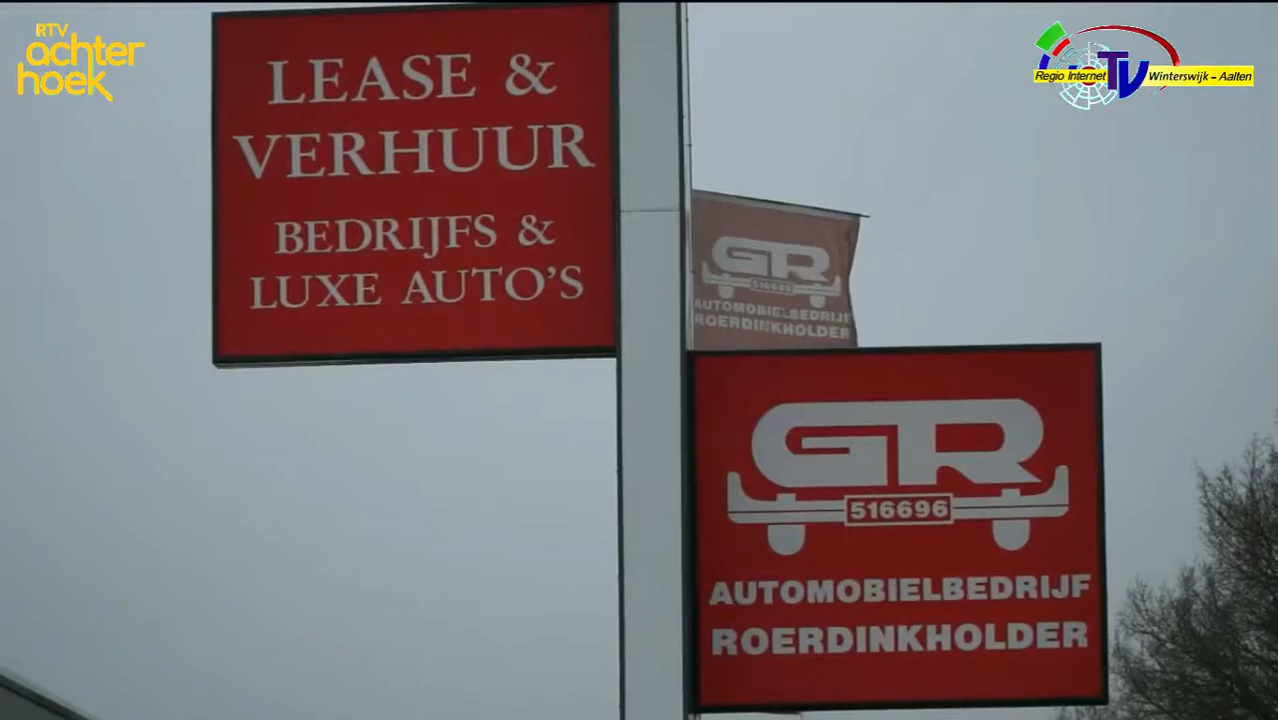 RTV
achter
hoek
Regio Internet TV Winterswijk - Aalten
LEASE &
VERHUUR
BEDRIJFS &
LUXE AUTO'S
GR
516696
AUTOMOBIELBEDRIJF
ROERDINKHOLDER
GR
516696
AUTOMOBIELBEDRIJF
ROERDINKHOLDER